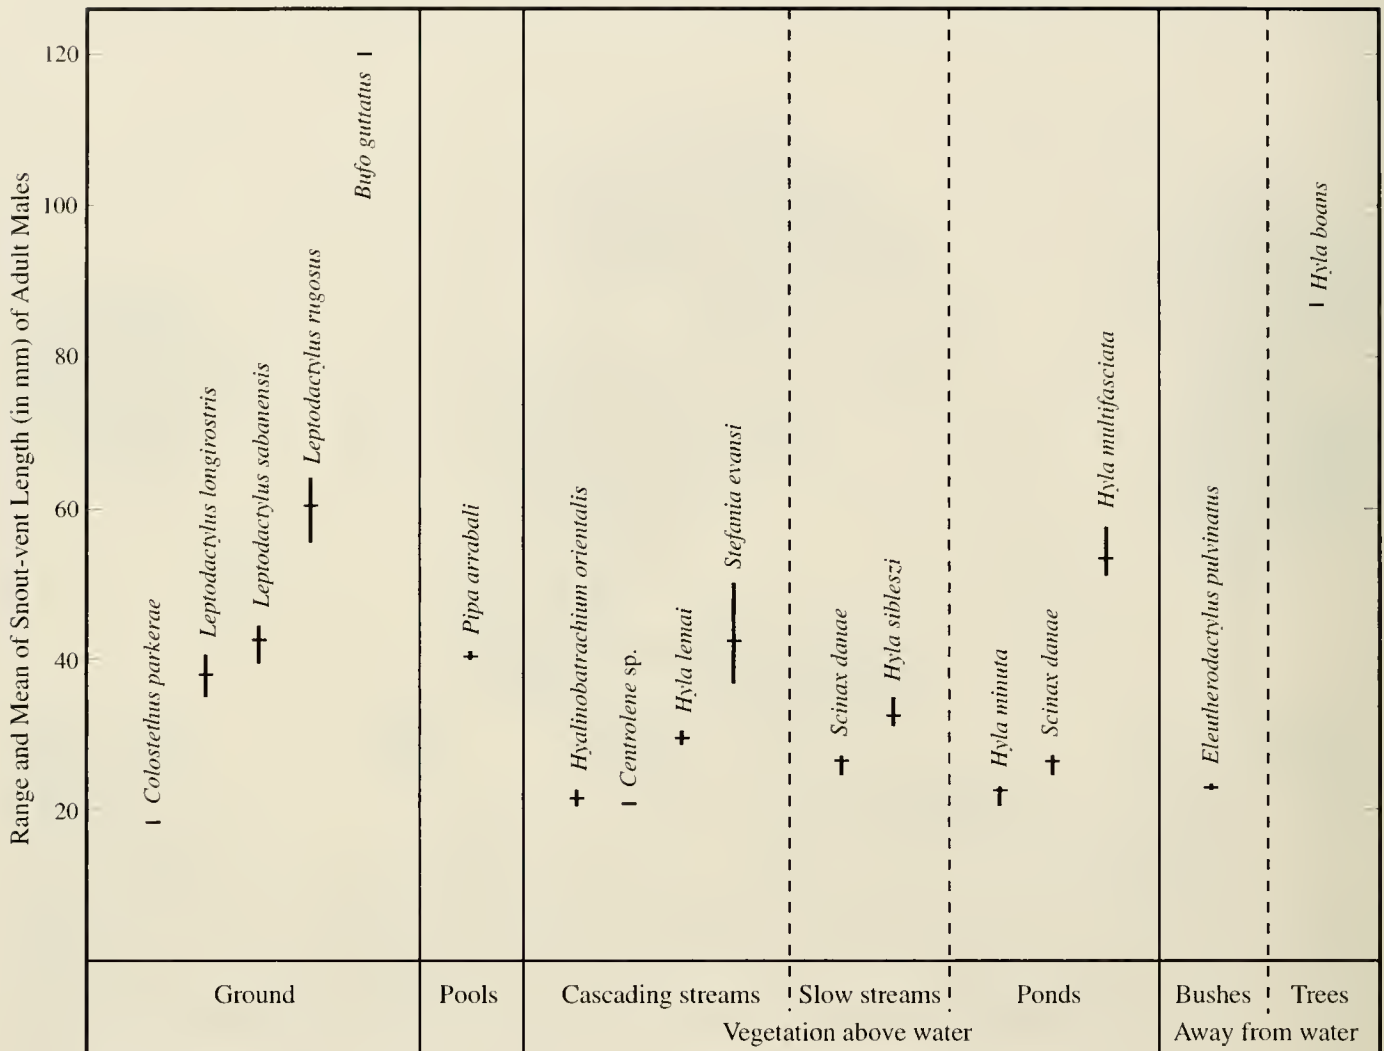 Range and Mean of Snout-vent Length (in mm) of Adult Males
120
100
80
60
40
20
Colostethus parkerae
Leptodactylus longirostris
Leptodactylus sabanensis
Leptodactylus rugosus
Bufo guttatus
Pipa arrabali
Hyalinobatrachium orientalis
Centrolene sp.
Hyla lemai
Stefania evansi
Scinax danae
Hyla sibleszi
Hyla minuta
Scinax danae
Hyla multifasciata
Eleutherodactylus pulvinatus
Hyla boans
Ground
Pools
Cascading streams
Slow streams
Ponds
Bushes
Trees
Vegetation above water
Away from water